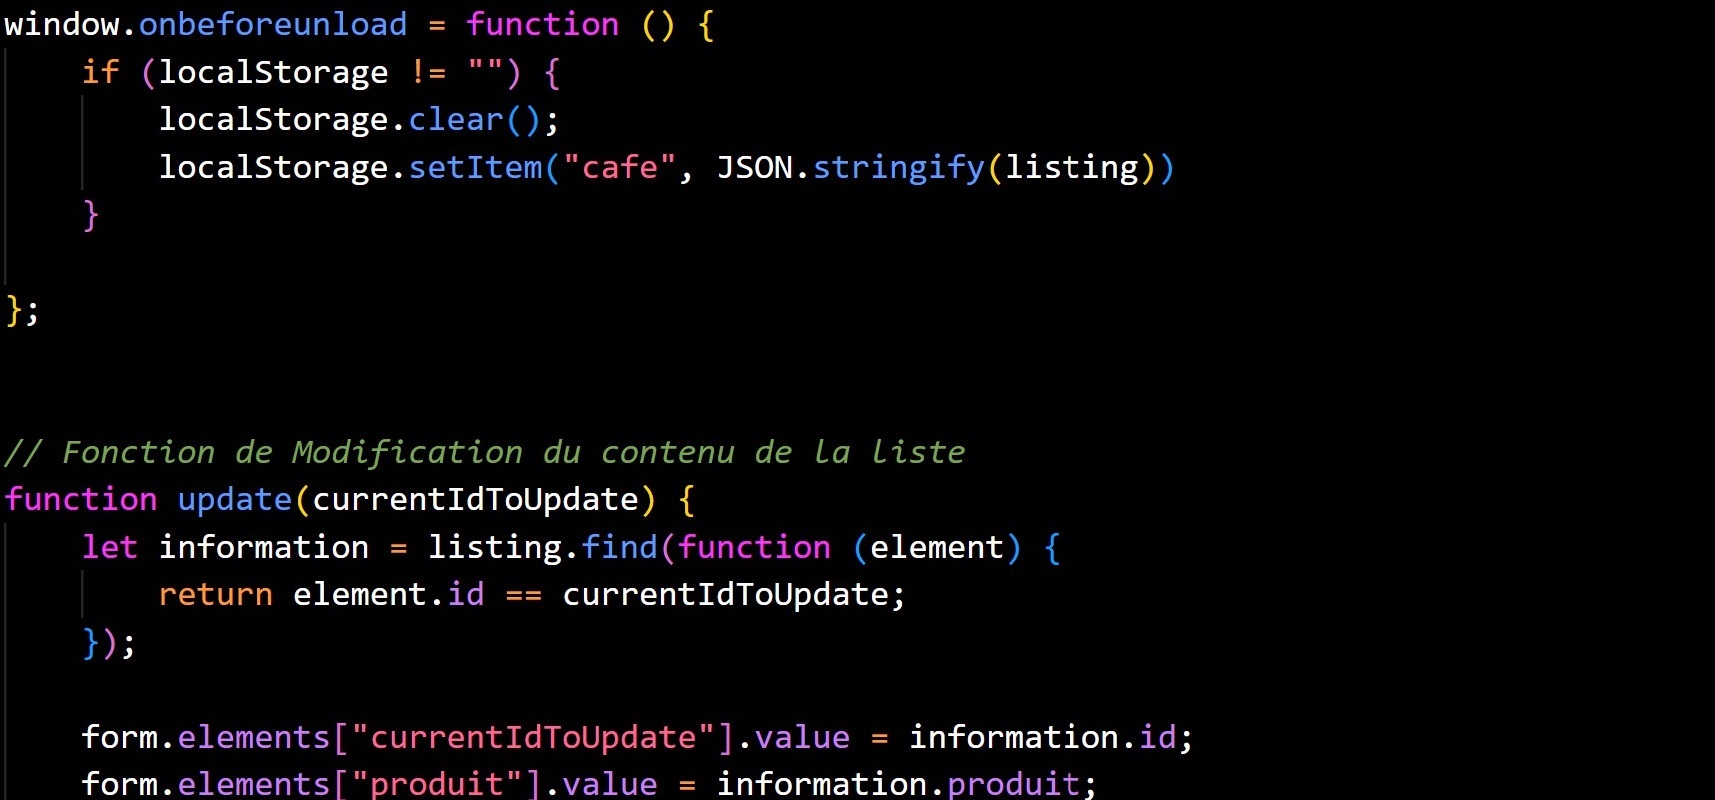 window.onbeforeunload = function () {
    if (localStorage != "") {
        localStorage.clear();
        localStorage.setItem("cafe", JSON.stringify(listing))
    }
};
// Fonction de Modification du contenu de la liste
function update(currentIdToUpdate) {
    let information = listing.find(function (element) {
        return element.id == currentIdToUpdate;
    });
    form.elements["currentIdToUpdate"].value = information.id;
    form.elements["produit"].value = information.produit;